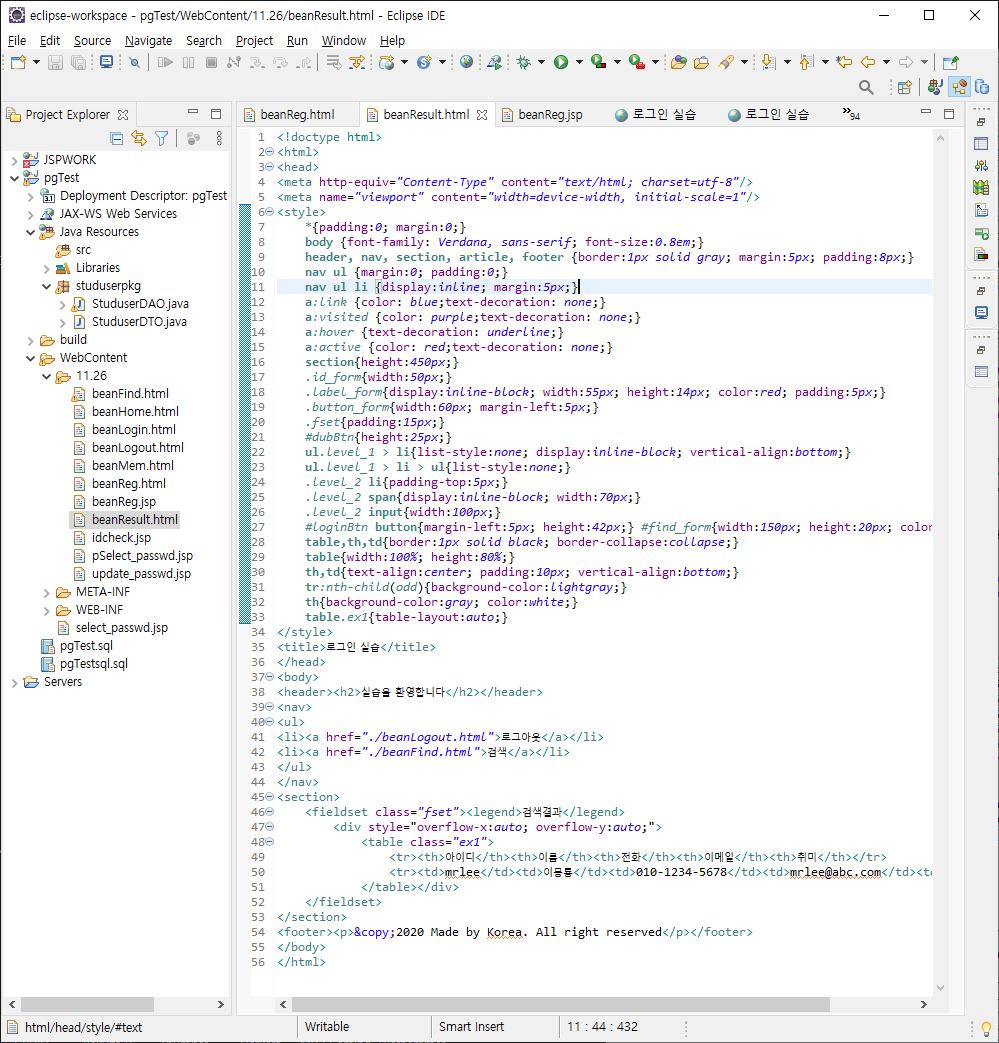 eclipse-workspace - pgTest/WebContent/11.26/beanResult.html - Eclipse IDE
File Edit Source Navigate Search Project Run Window Help
Project Explorer
JSPWORK
pgTest
Deployment Descriptor: pgTest
JAX-WS Web Services
Java Resources
src
Libraries
studuserpkg
StuduserDAO.java
StuduserDTO.java
build
WebContent
11.26
beanFind.html
beanHome.html
beanLogin.html
beanLogout.html
beanMem.html
beanReg.html
beanReg.jsp
beanResult.html
idcheck.jsp
pSelect_passwd.jsp
update_passwd.jsp
META-INF
WEB-INF
select_passwd.jsp
pgTest.sql
pgTestsql.sql
Servers
beanReg.html beanResult.html beanReg.jsp 로그인 실습 로그인 실습 »94
1 <!doctype html>
2 <html>
3 <head>
4 <meta http-equiv="Content-Type" content="text/html; charset=utf-8"/>
5 <meta name="viewport" content="width=device-width, initial-scale=1"/>
6 <style>
7 *{padding:0; margin:0;}
8 body {font-family: Verdana, sans-serif; font-size:0.8em;}
9 header, nav, section, article, footer {border:1px solid gray; margin:5px; padding:8px;}
10 nav ul {margin:0; padding:0;}
11 nav ul li {display:inline; margin:5px;}
12 a:link {color: blue;text-decoration: none;}
13 a:visited {color: purple;text-decoration: none;}
14 a:hover {text-decoration: underline;}
15 a:active {color: red;text-decoration: none;}
16 section{height:450px;}
17 .id_form{width:50px;}
18 .label_form{display:inline-block; width:55px; height:14px; color:red; padding:5px;}
19 .button_form{width:60px; margin-left:5px;}
20 .fset{padding:15px;}
21 #dubBtn{height:25px;}
22 ul.level_1 > li{list-style:none; display:inline-block; vertical-align:bottom;}
23 ul.level_1 > li > ul{list-style:none;}
24 .level_2 li{padding-top:5px;}
25 .level_2 span{display:inline-block; width:70px;}
26 .level_2 input{width:100px;}
27 #loginBtn button{margin-left:5px; height:42px;} #find_form{width:150px; height:20px; color
28 table,th,td{border:1px solid black; border-collapse:collapse;}
29 table{width:100%; height:80%;}
30 th,td{text-align:center; padding:10px; vertical-align:bottom;}
31 tr:nth-child(odd){background-color:lightgray;}
32 th{background-color:gray; color:white;}
33 table.ex1{table-layout:auto;}
34 </style>
35 <title>로그인 실습</title>
36 </head>
37 <body>
38 <header><h2>실습을 환영합니다</h2></header>
39 <nav>
40 <ul>
41 <li><a href="./beanLogout.html">로그아웃</a></li>
42 <li><a href="./beanFind.html">검색</a></li>
43 </ul>
44 </nav>
45 <section>
46 <fieldset class="fset"><legend>검색결과</legend>
47 <div style="overflow-x:auto; overflow-y:auto;">
48 <table class="ex1">
49 <tr><th>아이디</th><th>이름</th><th>전화</th><th>이메일</th><th>취미</th></tr>
50 <tr><td>mrlee</td><td>이몽룡</td><td>010-1234-5678</td><td>mrlee@abc.com</td><td
51 </table></div>
52 </fieldset>
53 </section>
54 <footer><p>&copy;2020 Made by Korea. All right reserved</p></footer>
55 </body>
56 </html>
html/head/style/#text Writable Smart Insert 11 : 44 : 432